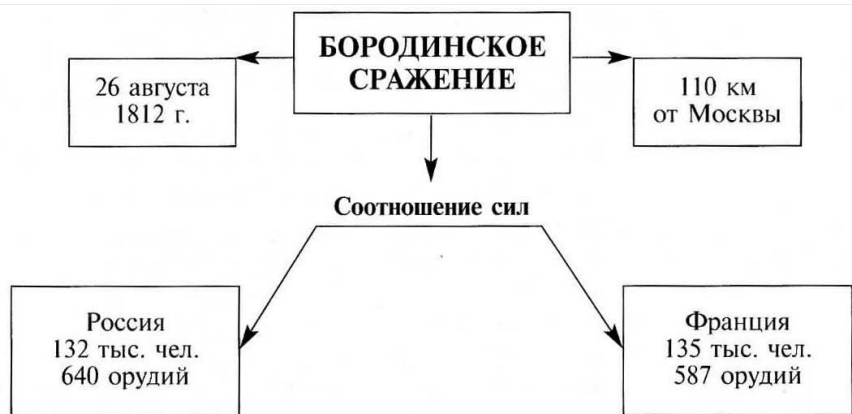 БОРОДИНСКОЕ
СРАЖЕНИЕ
26 августа
1812 г.
110 км
от Москвы
Соотношение сил
Россия
132 тыс. чел.
640 орудий
Франция
135 тыс. чел.
587 орудий